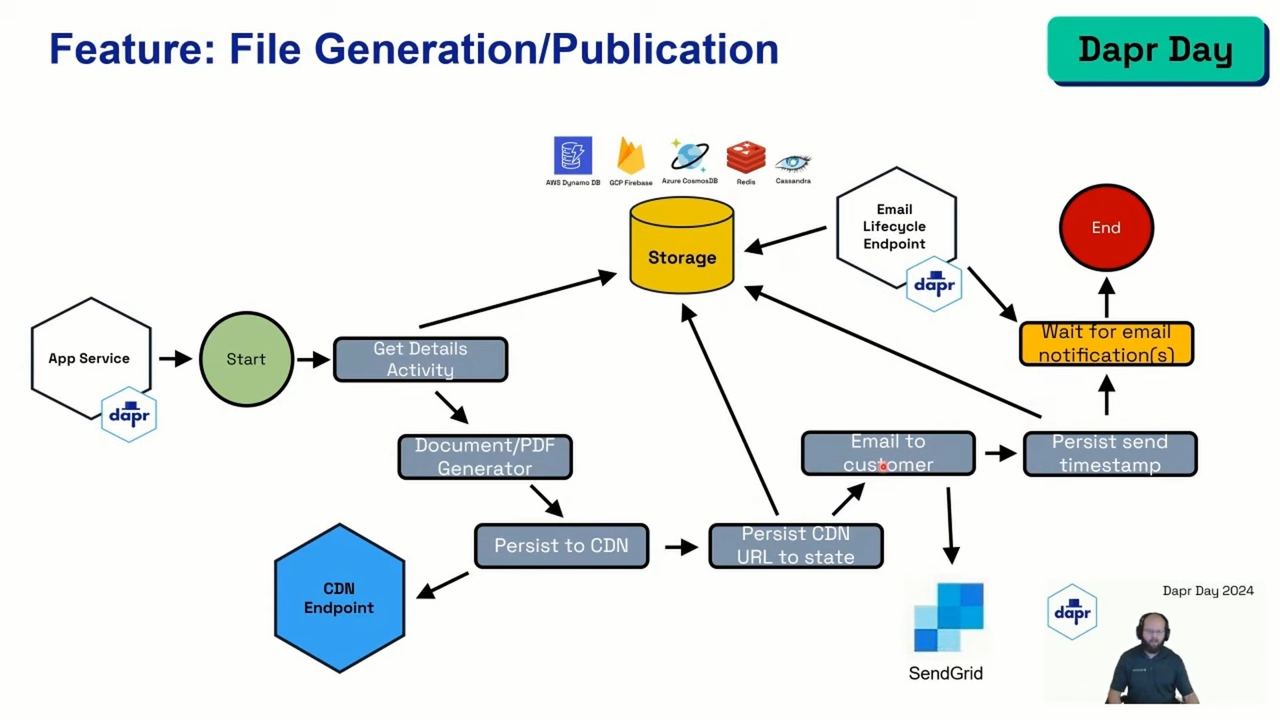 Feature: File Generation/Publication
Dapr Day
AWS Dynamo DB
GCP Firebase
Azure CosmosDB
Redis
Cassandra
Storage
Email
Lifecycle
Endpoint
dapr
End
App Service
dapr
Start
Get Details
Activity
Wait for email
notification(s)
Document/PDF
Generator
Email to
customer
Persist send
timestamp
Persist to CDN
Persist CDN
URL to state
CDN
Endpoint
SendGrid
dapr
Dapr Day 2024